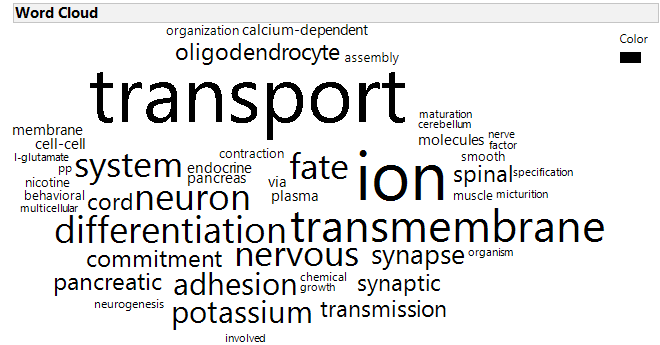 Word Cloud
Color
organization calcium-dependent
oligodendrocyte assembly
transport
maturation
cerebellum
membrane
molecules nerve
factor
cell-cell
contraction
smooth
l-glutamate
pp system endocrine fate ion spinal specification
nicotine
pancreas via
behavioral cord neuron plasma
muscle micturition
multicellular
differentiation transmembrane
commitment nervous synapse organism
pancreatic adhesion chemical synaptic
growth
neurogenesis potassium transmission
involved